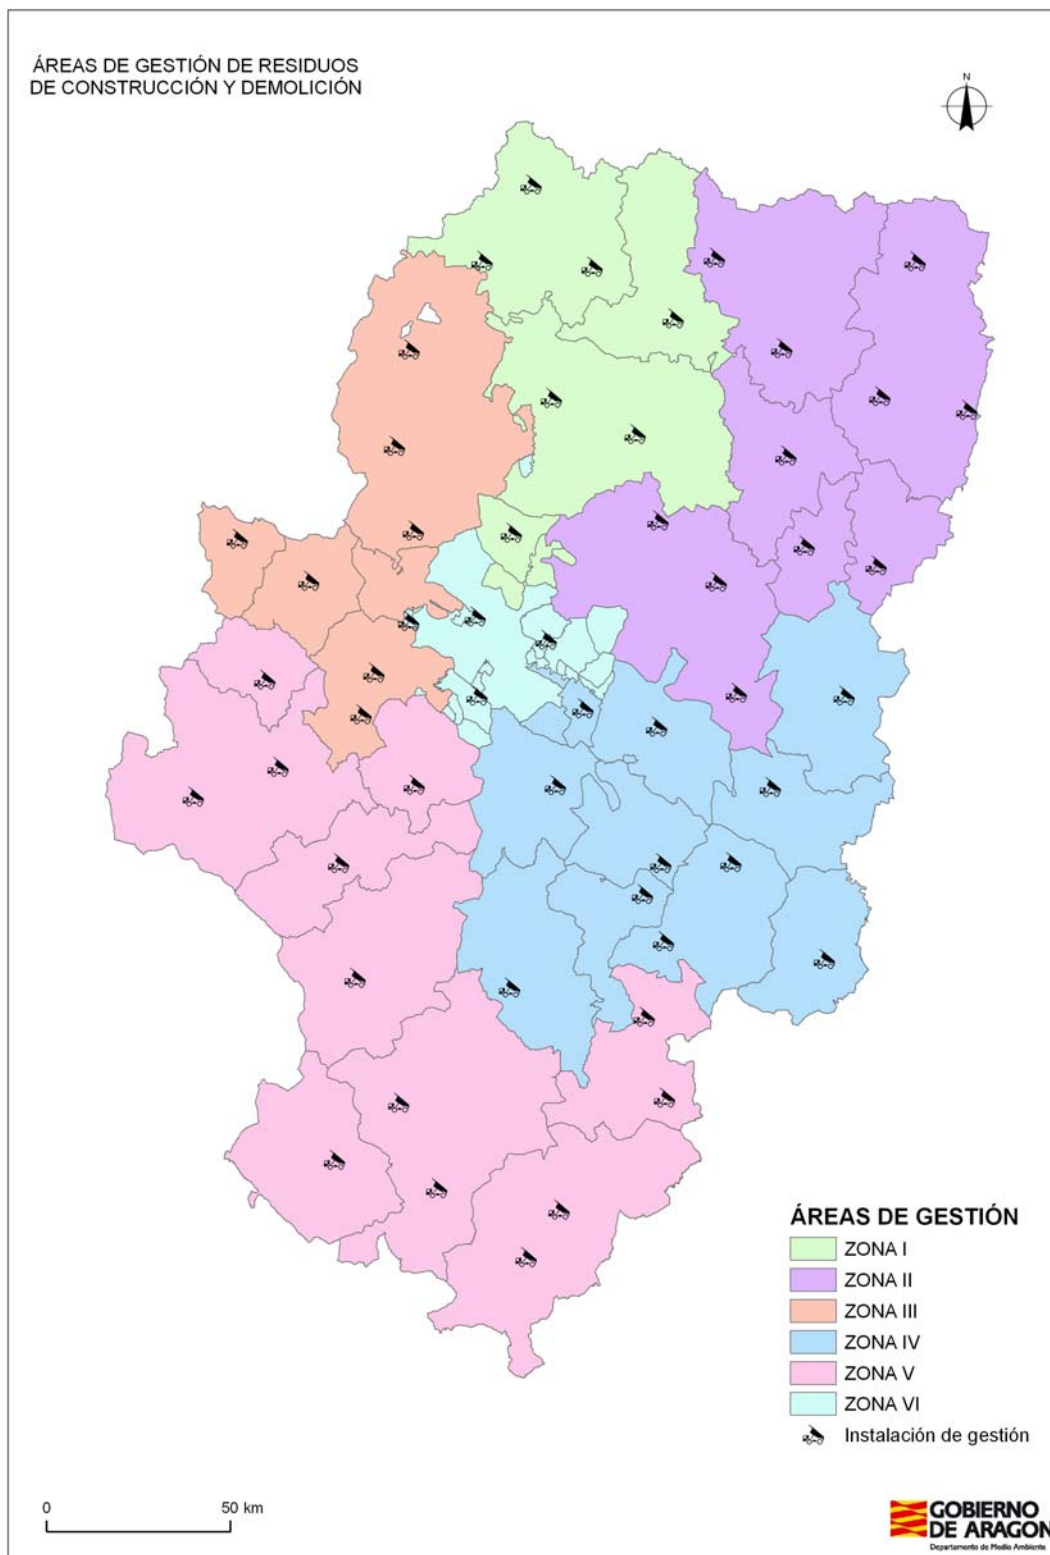 ÁREAS DE GESTIÓN DE RESIDUOS
DE CONSTRUCCIÓN Y DEMOLICIÓN
N
ÁREAS DE GESTIÓN
ZONA I
ZONA II
ZONA III
ZONA IV
ZONA V
ZONA VI
Instalación de gestión
0 50 km
GOBIERNO
DE ARAGON
Departamento de Medio Ambiente